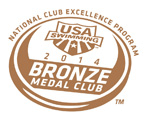 NATIONAL CLUB EXCELLENCE PROGRAM
USA
SWIMMING
2014
BRONZE
MEDAL CLUB
TM